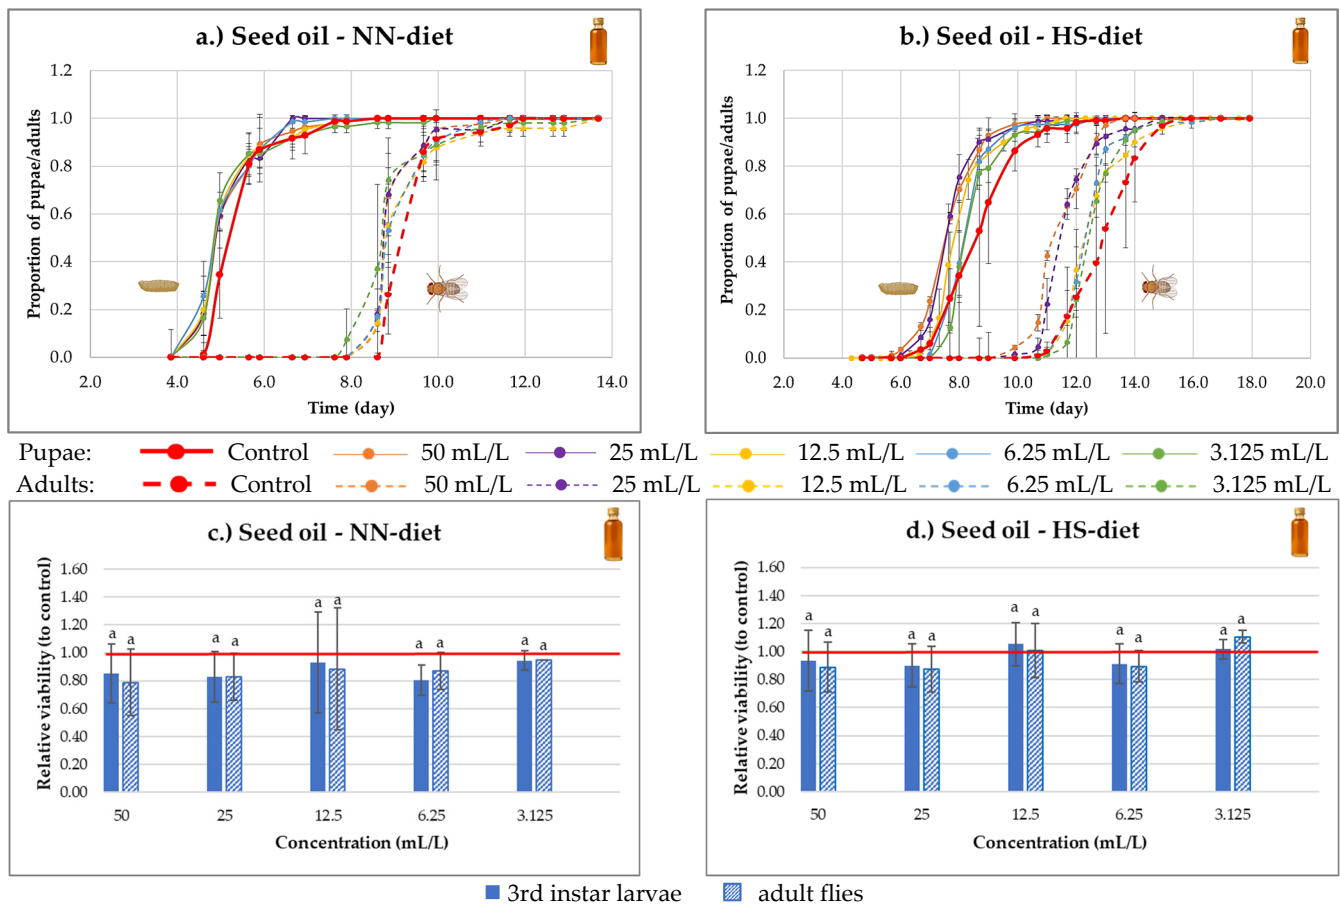 a.) Seed oil - NN-diet
Proportion of pupae/adults
1.2
1.0
0.8
0.6
0.4
0.2
0.0
2.0 4.0 6.0 8.0 10.0 12.0 14.0
Time (day)
b.) Seed oil - HS-diet
Proportion of pupae/adults
1.2
1.0
0.8
0.6
0.4
0.2
0.0
2.0 4.0 6.0 8.0 10.0 12.0 14.0 16.0 18.0 20.0
Time (day)
Pupae: Control 50 mL/L 25 mL/L 12.5 mL/L 6.25 mL/L 3.125 mL/L
Adults: Control 50 mL/L 25 mL/L 12.5 mL/L 6.25 mL/L 3.125 mL/L
c.) Seed oil - NN-diet
Relative viability (to control)
1.60
1.40
1.20
1.00
0.80
0.60
0.40
0.20
0.00
a a a a a a a a a a
50 25 12.5 6.25 3.125
Concentration (mL/L)
d.) Seed oil - HS-diet
Relative viability (to control)
1.60
1.40
1.20
1.00
0.80
0.60
0.40
0.20
0.00
a a a a a a a a a a
50 25 12.5 6.25 3.125
Concentration (mL/L)
3rd instar larvae adult flies